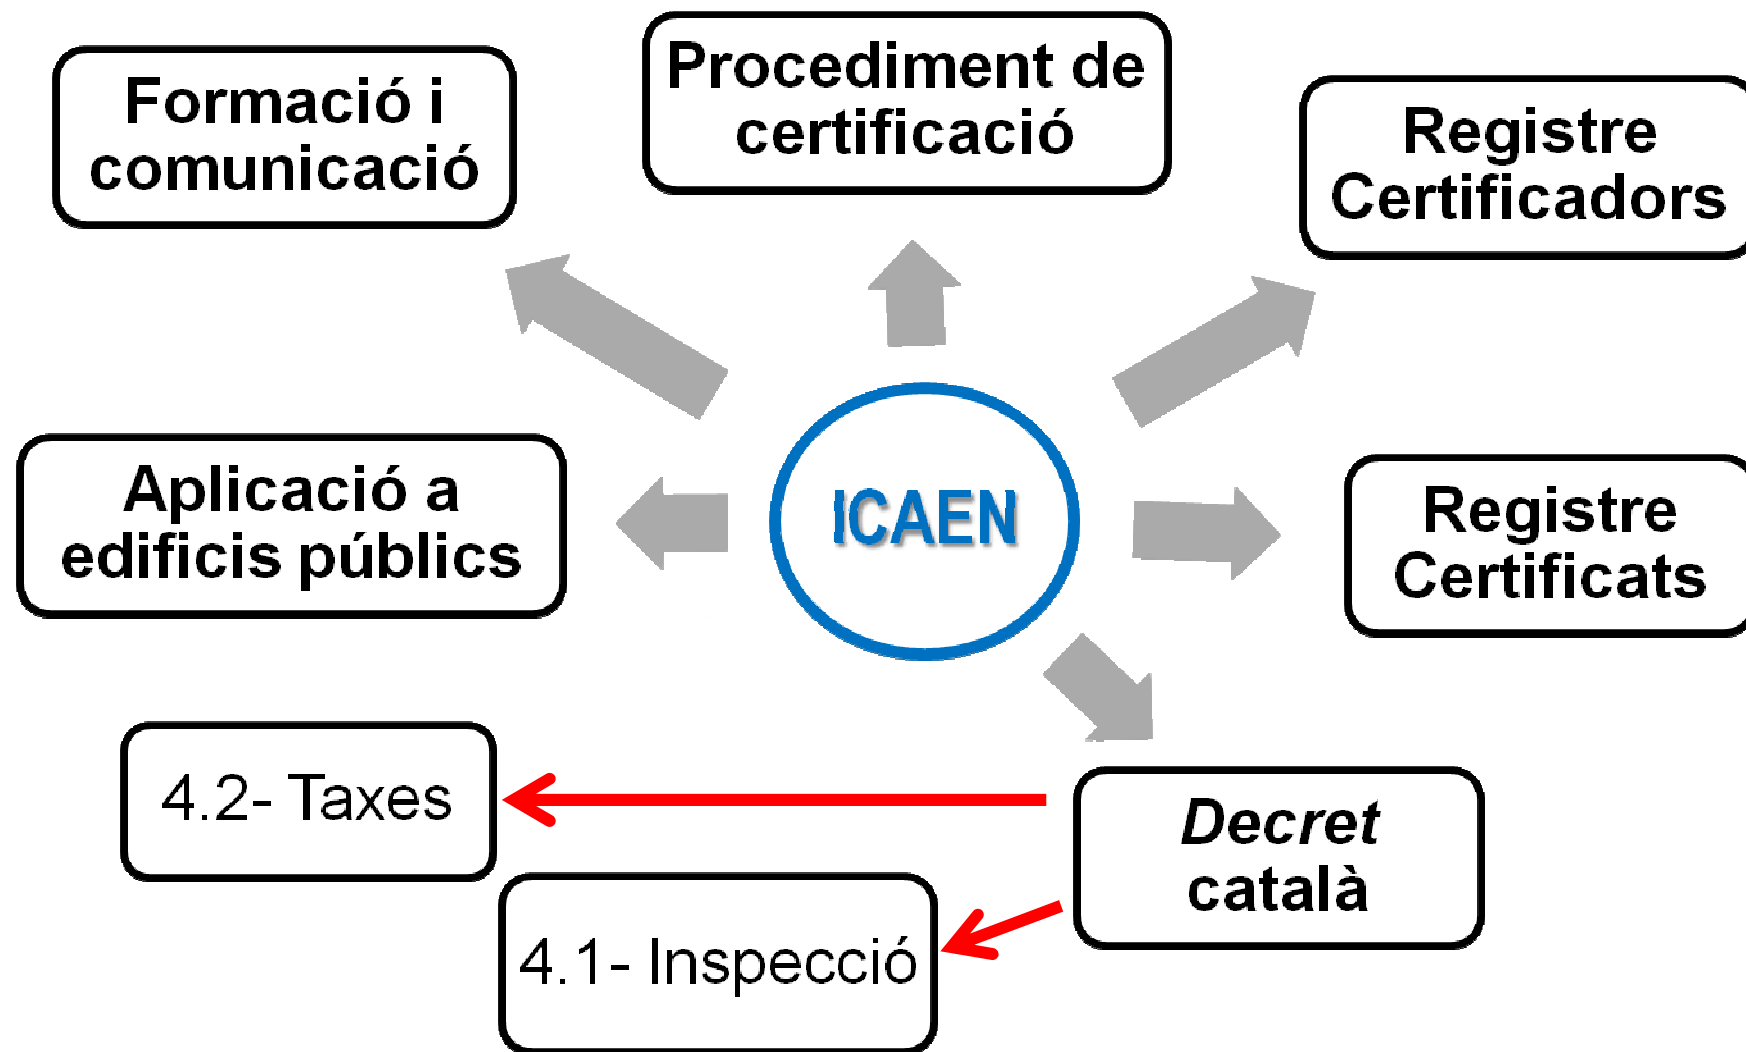 Formació i
comunicació
Procediment de
certificació
Registre
Certificadors
Aplicació a
edificis públics
ICAEN
Registre
Certificats
4.2- Taxes
Decret
català
4.1- Inspecció